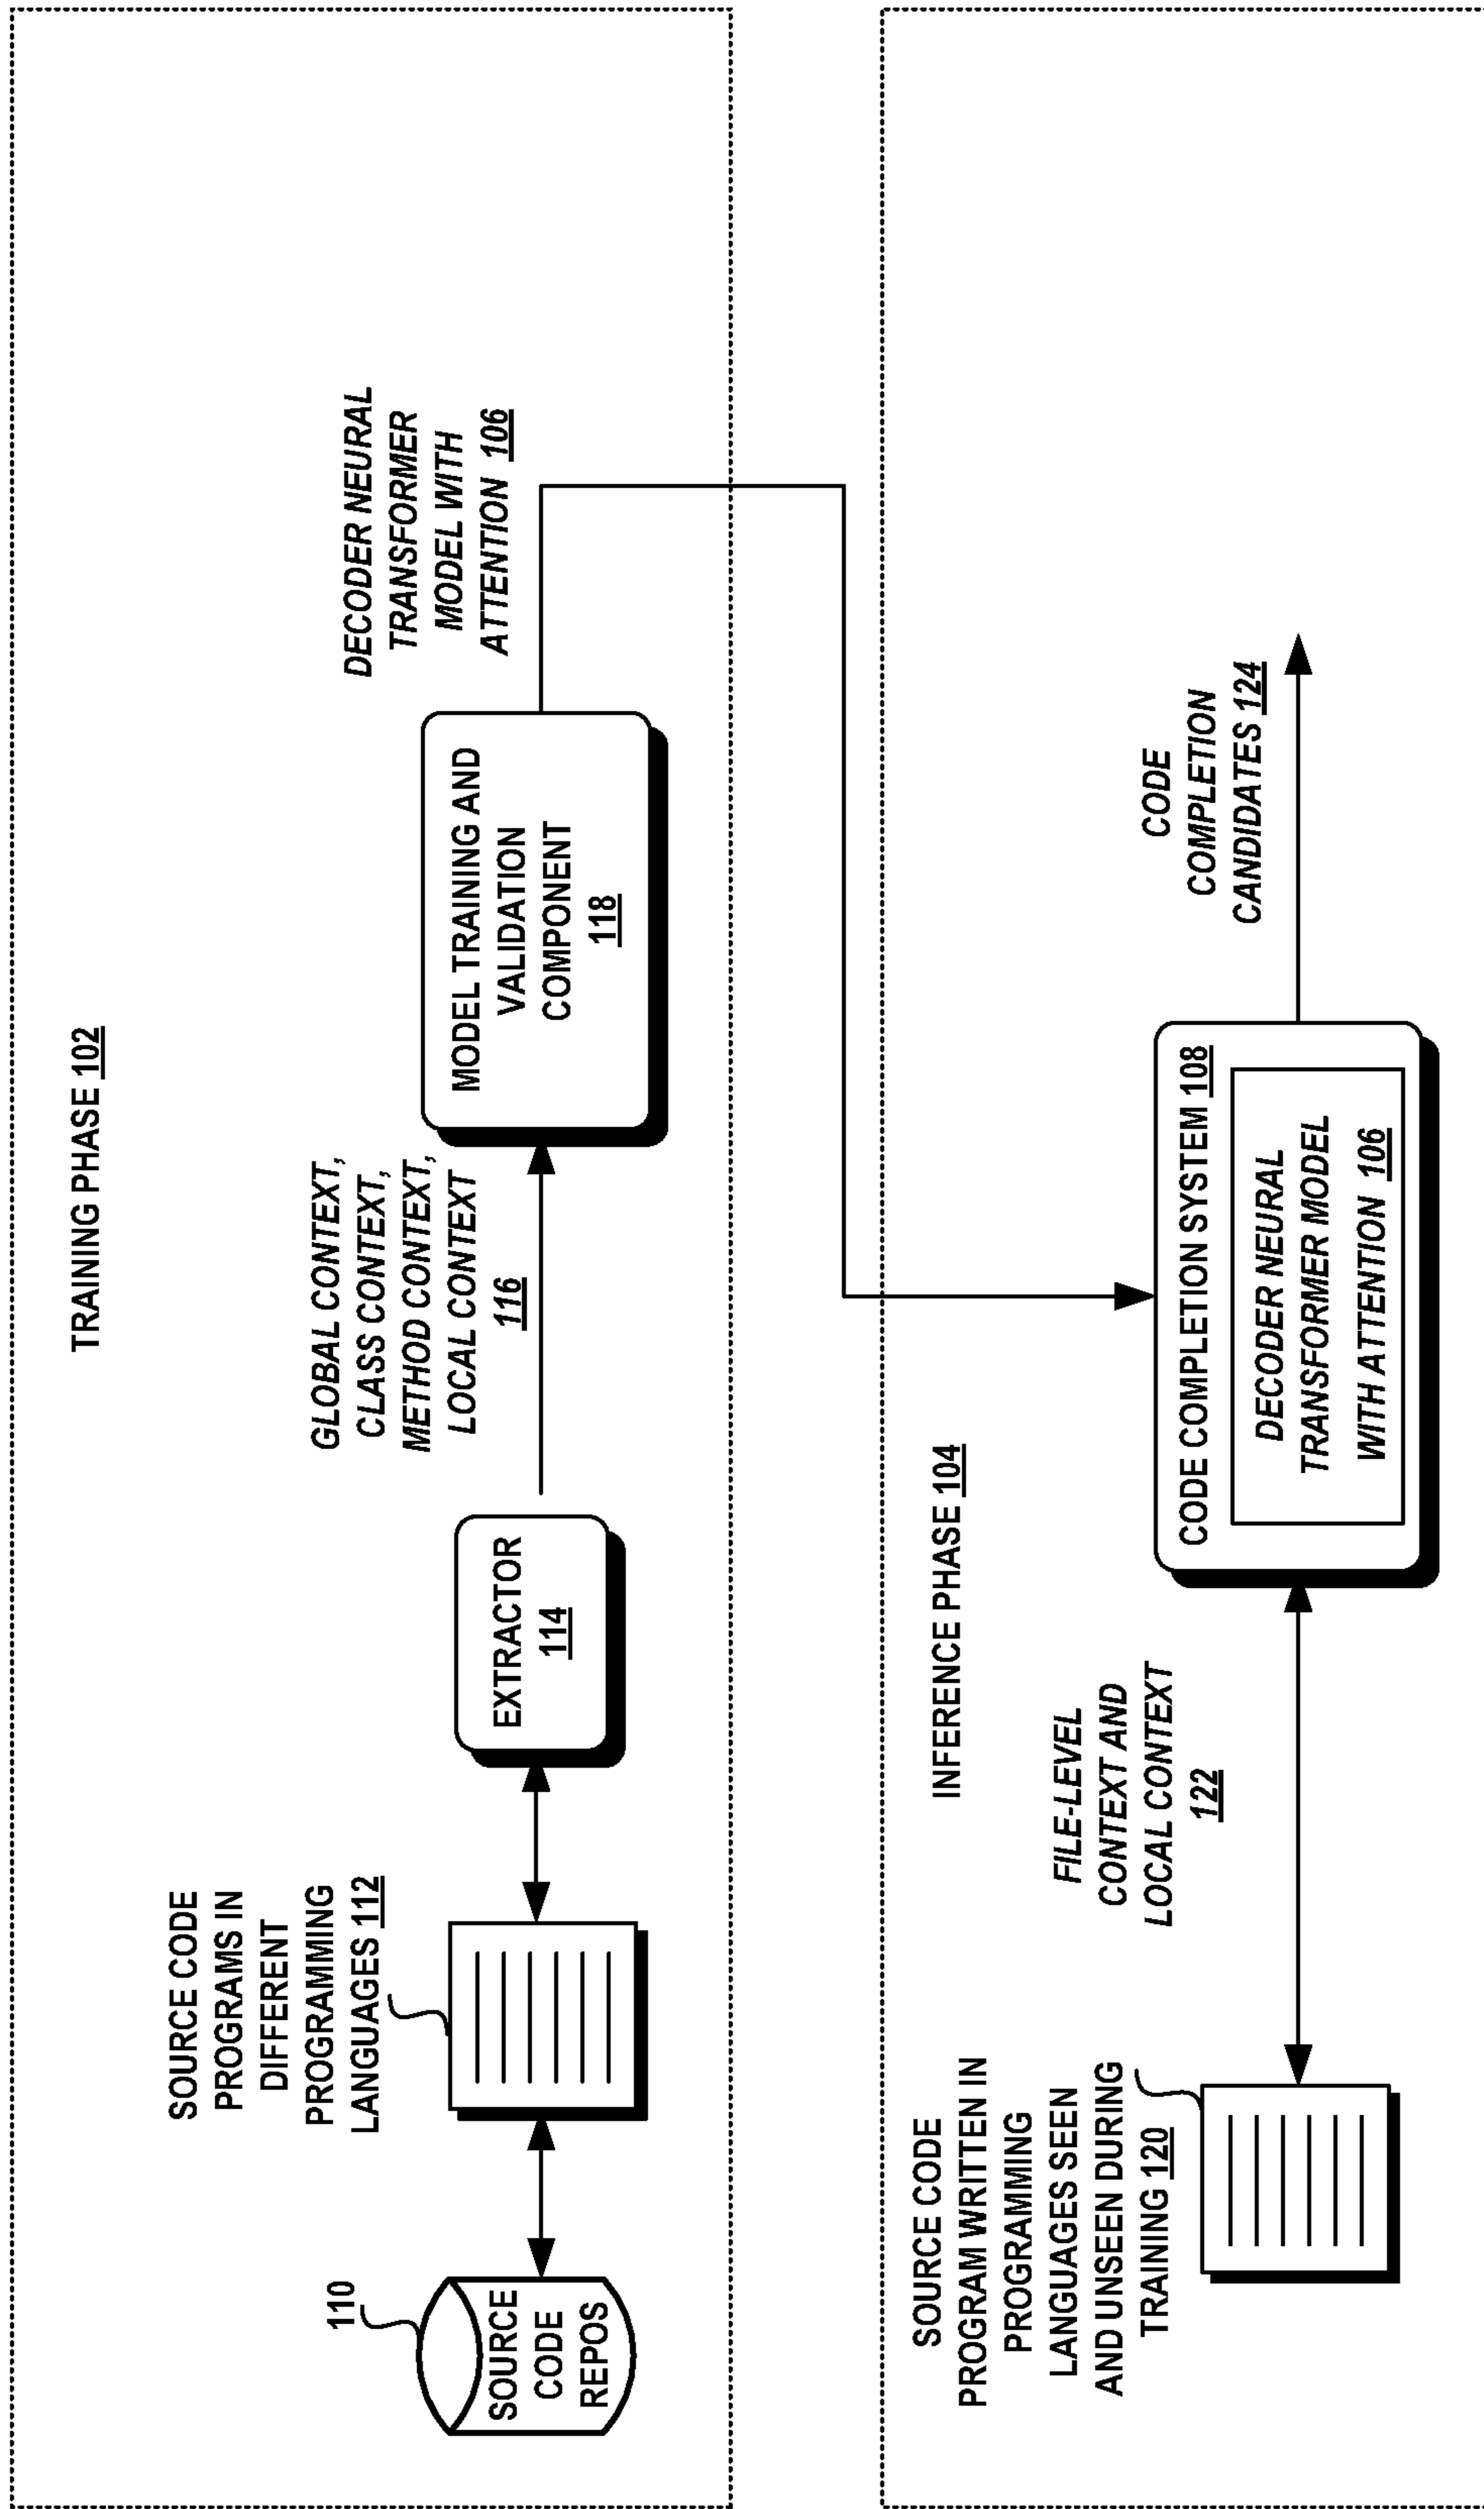 TRAINING PHASE 102
110
SOURCE
CODE
REPOS
SOURCE CODE
PROGRAMS IN
DIFFERENT
PROGRAMMING
LANGUAGES 112
EXTRACTOR
114
GLOBAL CONTEXT,
CLASS CONTEXT,
METHOD CONTEXT,
LOCAL CONTEXT
116
MODEL TRAINING AND
VALIDATION
COMPONENT
118
DECODER NEURAL
TRANSFORMER
MODEL WITH
ATTENTION 106
INFERENCE PHASE 104
SOURCE CODE
PROGRAM WRITTEN IN
PROGRAMMING
LANGUAGES SEEN
AND UNSEEN DURING
TRAINING 120
FILE-LEVEL
CONTEXT AND
LOCAL CONTEXT
122
CODE COMPLETION SYSTEM 108
DECODER NEURAL
TRANSFORMER MODEL
WITH ATTENTION 106
CODE
COMPLETION
CANDIDATES 124